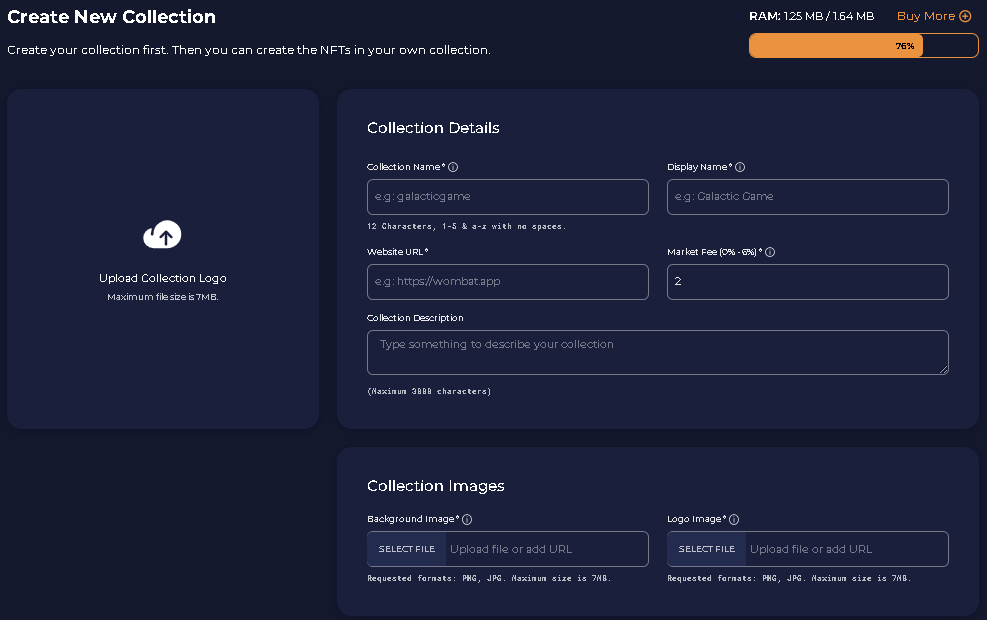 Create New Collection
RAM: 1.25 MB / 1.64 MB Buy More
Create your collection first. Then you can create the NFTs in your own collection.
76%
Upload Collection Logo
Maximum file size is 7MB.
Collection Details
Collection Name* Display Name*
e.g: galacticgame e.g: Galactic Game
12 Characters, 1-5 & a-z with no spaces.
Website URL* Market Fee (0% - 6%) *
e.g: https://wombat.app 2
Collection Description
Type something to describe your collection
(Maximum 3000 characters)
Collection Images
Background Image* Logo Image*
SELECT FILE Upload file or add URL SELECT FILE Upload file or add URL
Requested formats: PNG, JPG. Maximum size is 7MB. Requested formats: PNG, JPG. Maximum size is 7MB.